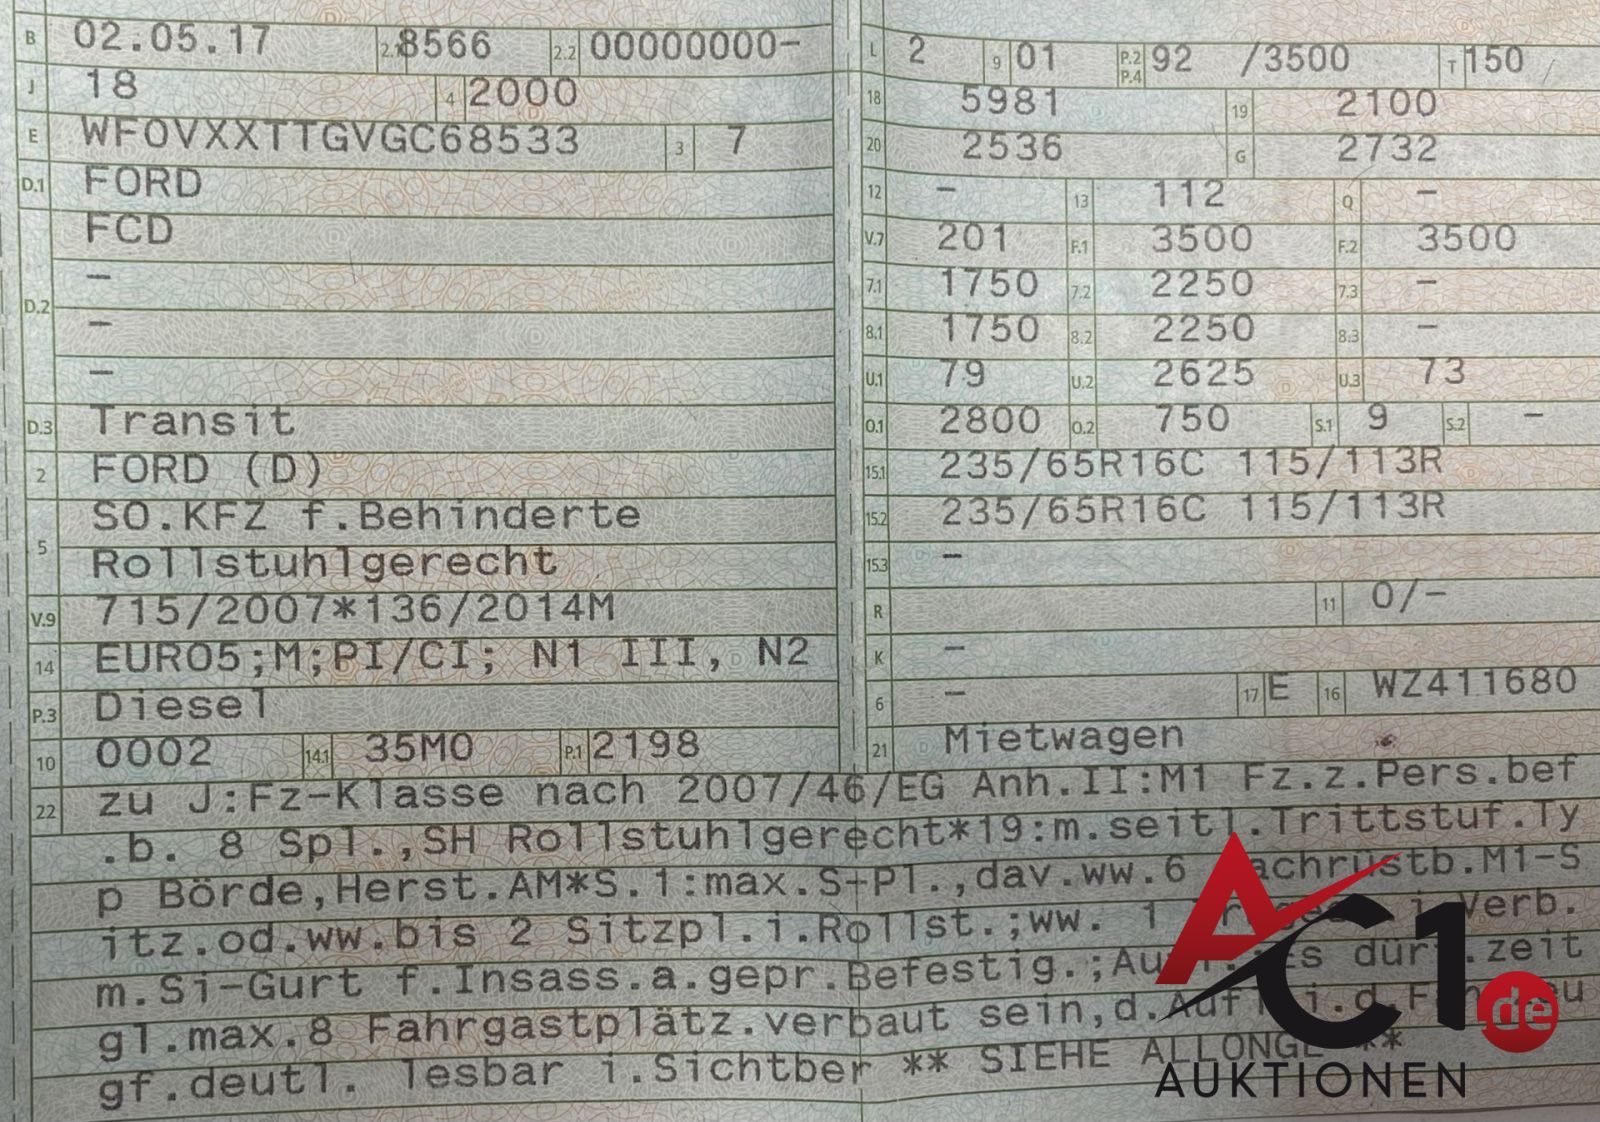 B 02.05.17 2.1 8566 2.2 00000000-
J 18 4 2000
E WF0VXXTTGVGC68533 3 7
D.1 FORD
FCD
-
D.2 -
-
D.3 Transit
2 FORD (D)
SO.KFZ f.Behinderte
5 Rollstuhlgerecht
V.9 715/2007*136/2014M
14 EURO5;M;PI/CI; N1 III, N2
P.3 Diesel
10 0002 14.1 35M0 P.1 2198
L 2 9 01 P.2 P.4 92 /3500 T 150
18 5981 19 2100
20 2536 G 2732
12 - 13 112 Q -
V.7 201 F.1 3500 F.2 3500
7.1 1750 7.2 2250 7.3 -
8.1 1750 8.2 2250 8.3 -
U.1 79 U.2 2625 U.3 73
O.1 2800 O.2 750 S.1 9 S.2 -
15.1 235/65R16C 115/113R
15.2 235/65R16C 115/113R
15.3 -
R 11 0/-
K -
6 - 17 E 16 WZ411680
21 Mietwagen
22 zu J:Fz-Klasse nach 2007/46/EG Anh.II:M1 Fz.z.Pers.bef
.b. 8 Spl.,SH Rollstuhlgerecht*19:m.seitl.Trittstuf.Ty
p Börde,Herst.AM*S.1:max.S+Pl.,dav.ww.6 achrüstb.M1-S
itz.od.ww.bis 2 Sitzpl.i.Rollst.;ww. 1 i.Verb.
m.Si-Gurt f.Insass.a.gepr.Befestig.; zeit
gl.max.8 Fahrgastplätz.verbaut sein,d.Auf i.d.
gf.deutl. lesbar i.Sichtber ** SIEHE ALLONGE **
AC1.de
AUKTIONEN